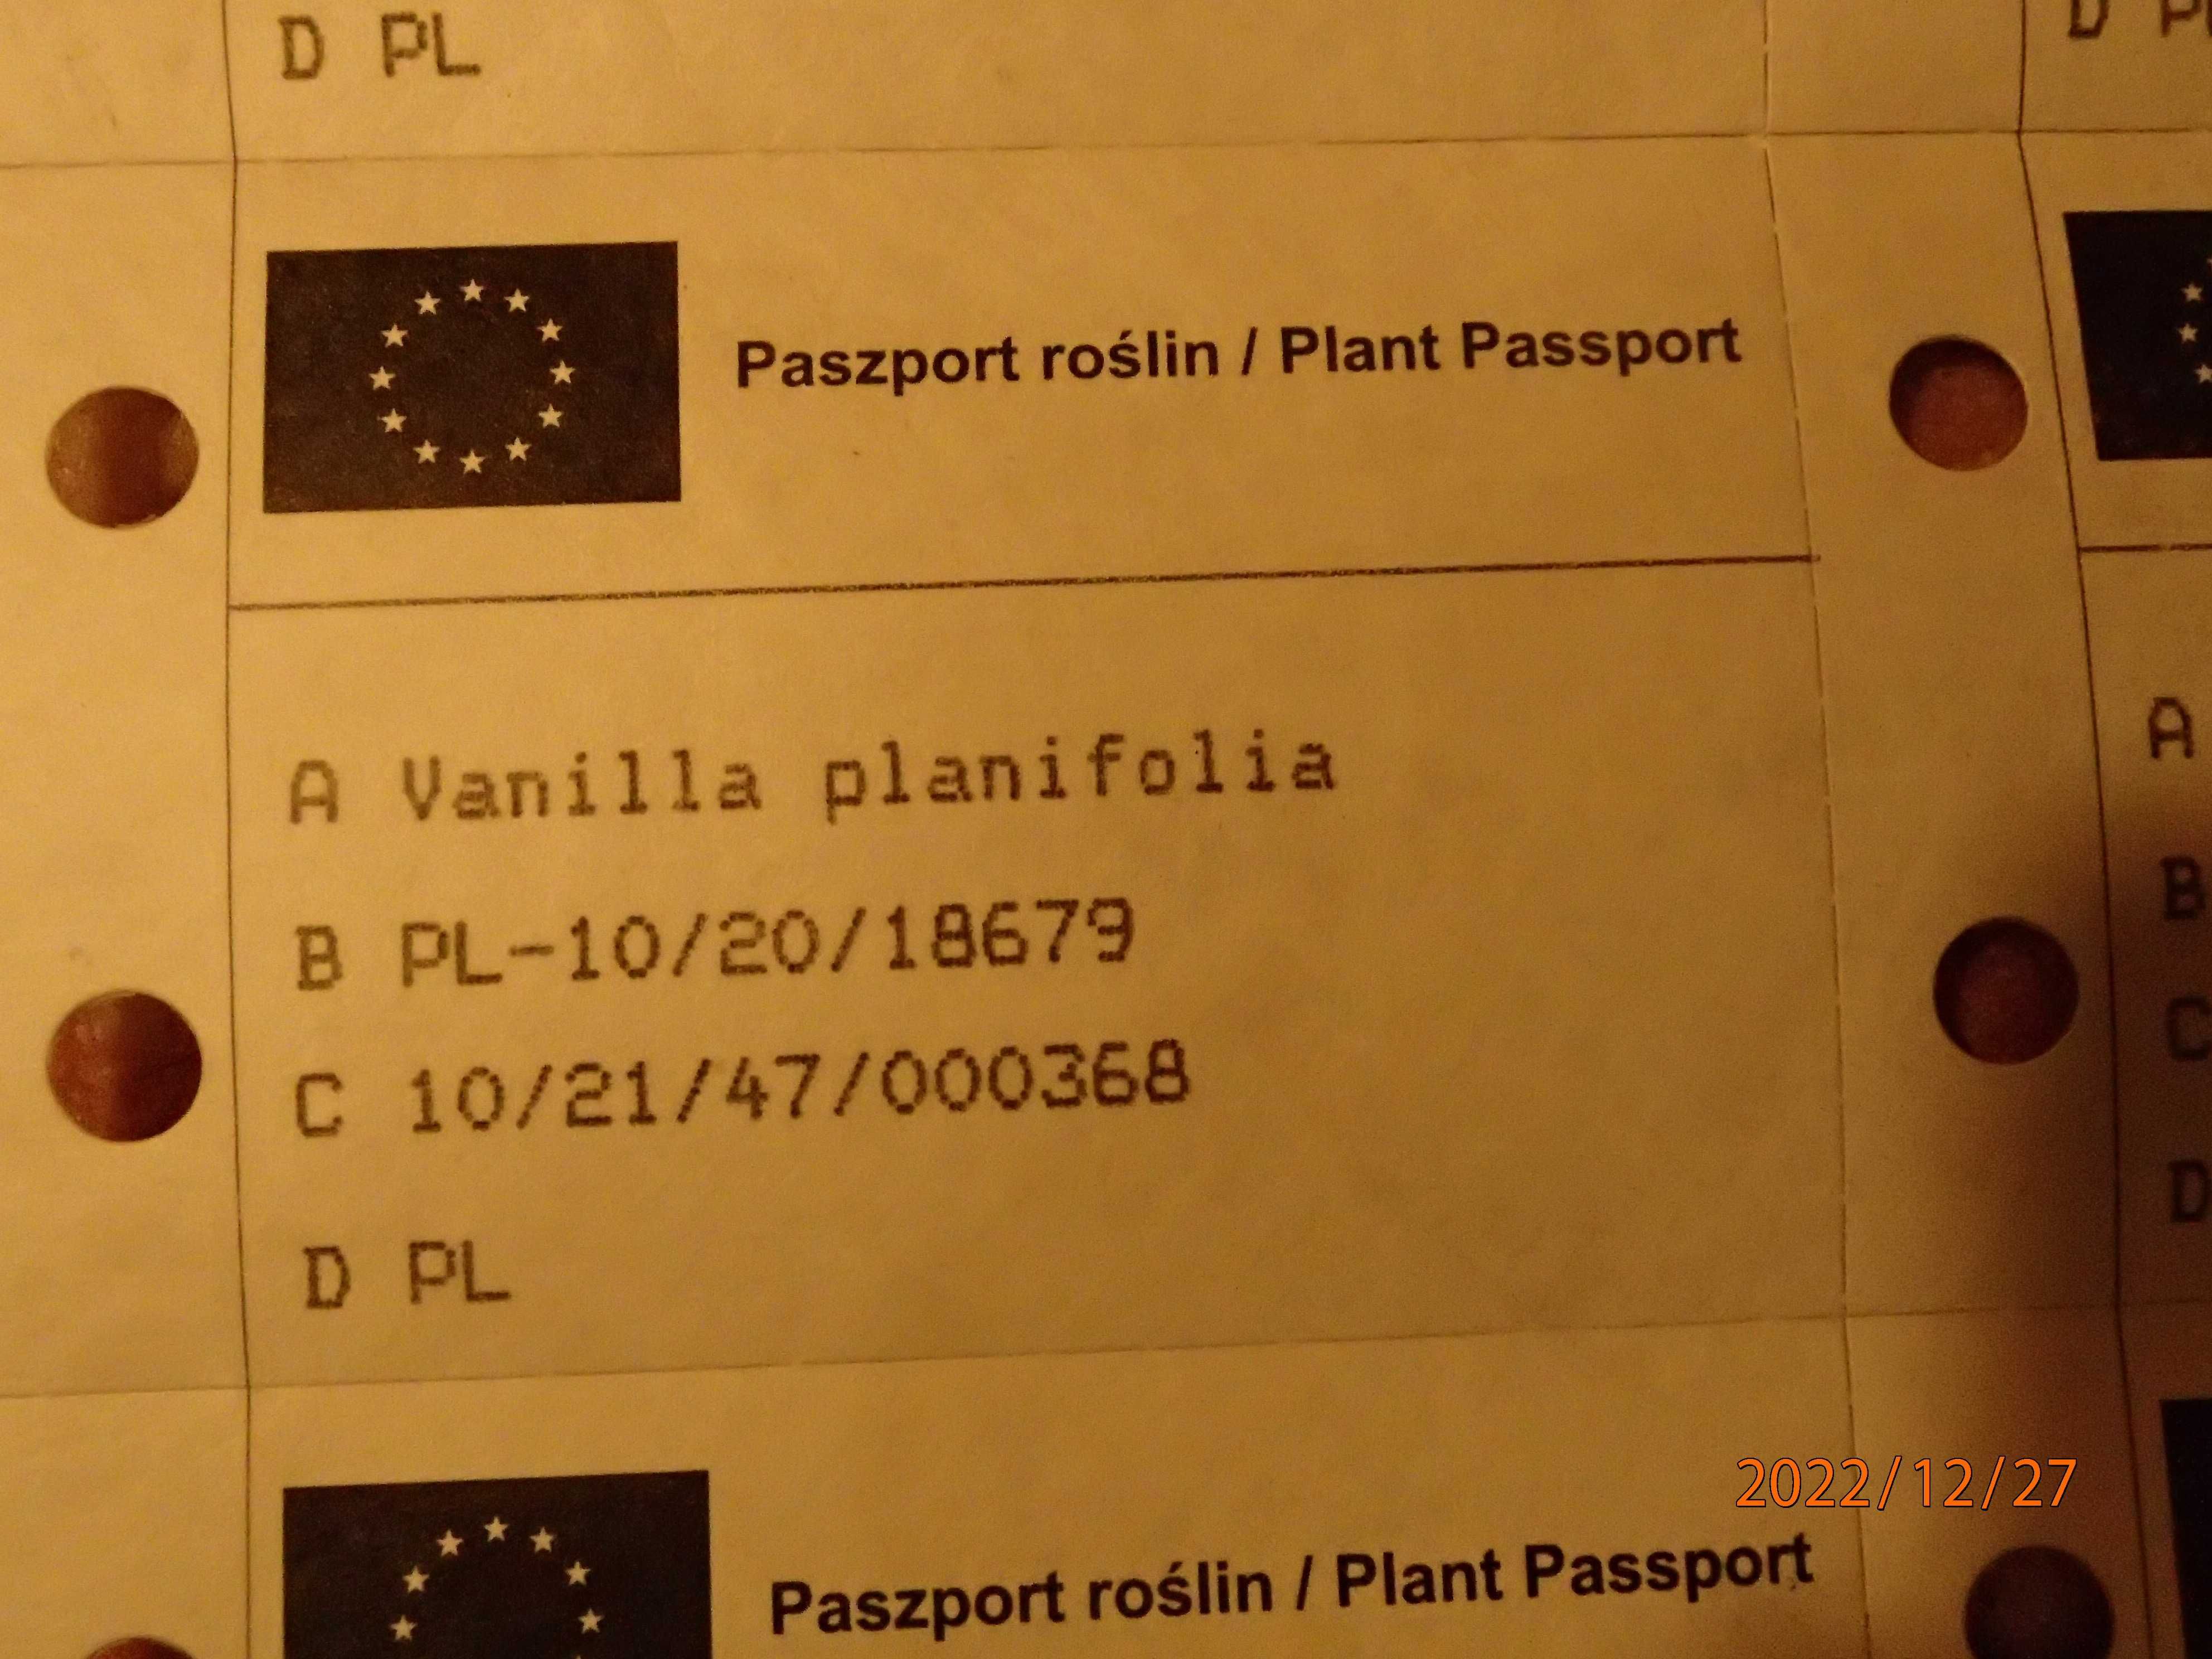 D PL
D
Paszport roślin / Plant Passport
A Vanilla planifolia
B PL-10/20/18679
C 10/21/47/000368
D PL
A
B
C
D
2022/12/27
Paszport roślin / Plant Passport